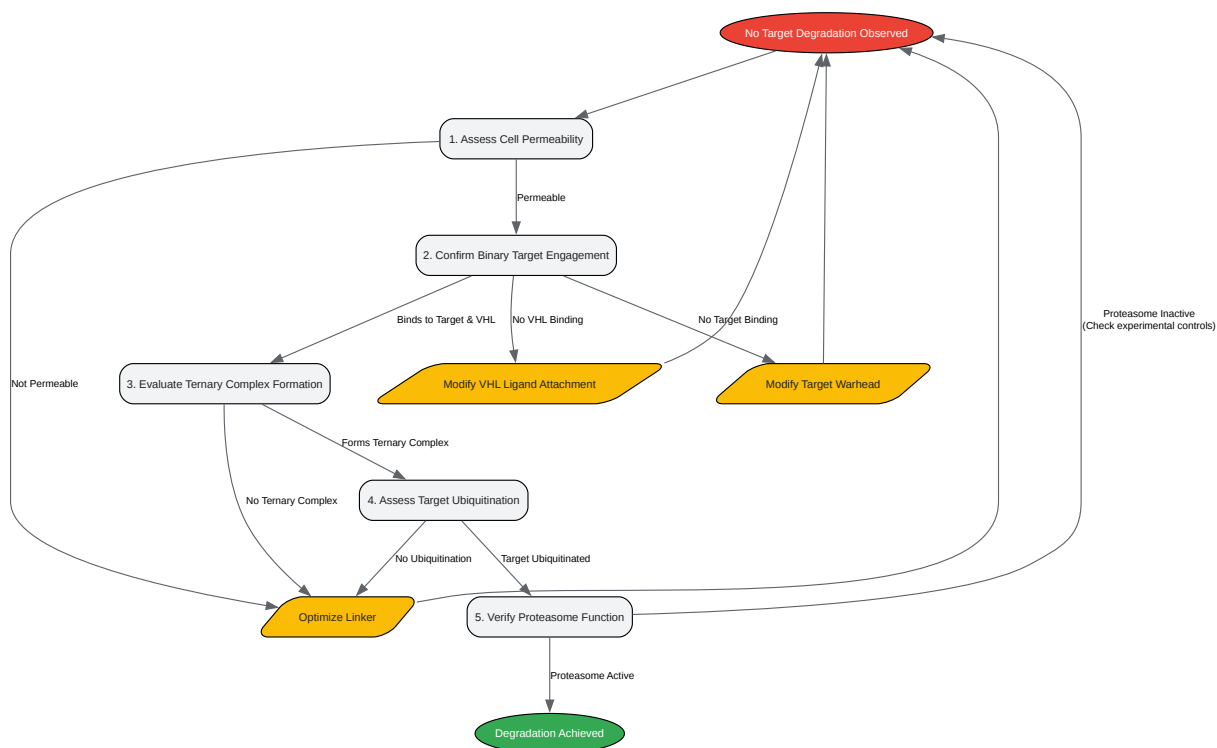 No Target Degradation Observed
1. Assess Cell Permeability
Permeable
2. Confirm Binary Target Engagement
Binds to Target & VHL
No VHL Binding
No Target Binding
Proteasome Inactive
(Check experimental controls)
Not Permeable
3. Evaluate Ternary Complex Formation
Modify VHL Ligand Attachment
Modify Target Warhead
Forms Ternary Complex
No Ternary Complex
4. Assess Target Ubiquitination
No Ubiquitination
Target Ubiquitinated
Optimize Linker
5. Verify Proteasome Function
Proteasome Active
Degradation Achieved